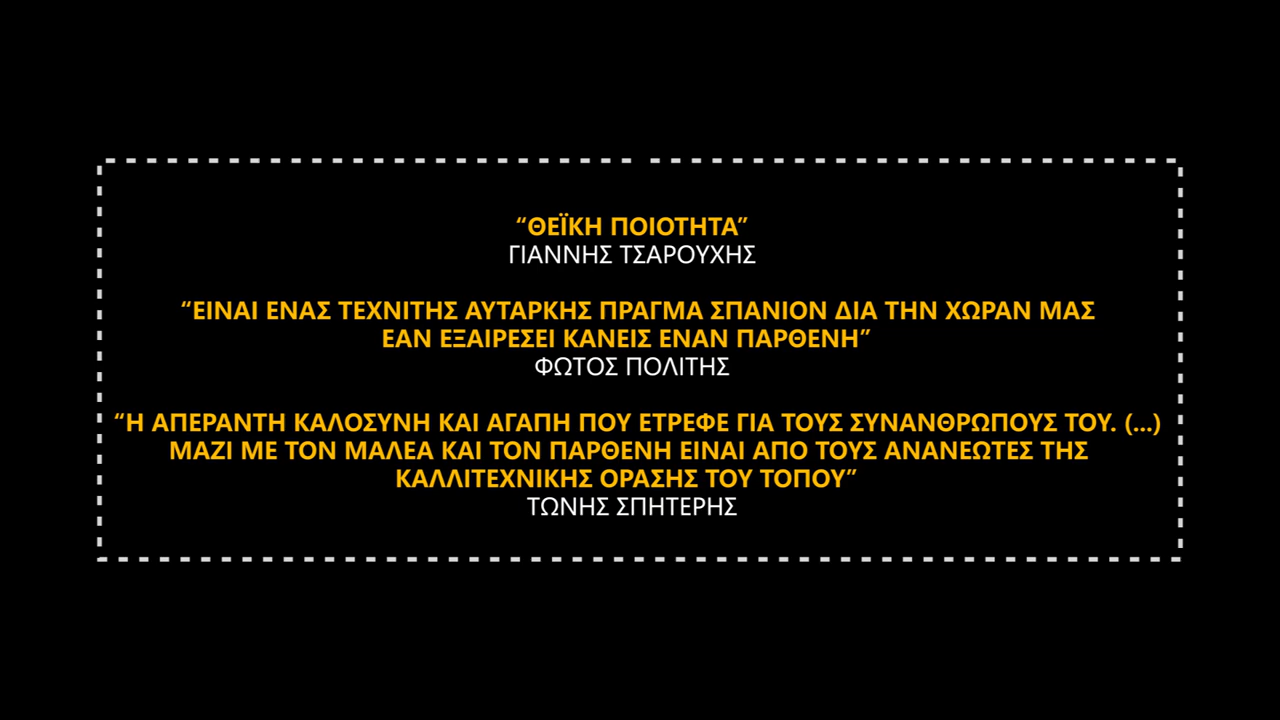 “ΘΕΪΚΗ ΠΟΙΟΤΗΤΑ”
ΓΙΑΝΝΗΣ ΤΣΑΡΟΥΧΗΣ
“ΕΙΝΑΙ ΕΝΑΣ ΤΕΧΝΙΤΗΣ ΑΥΤΑΡΚΗΣ ΠΡΑΓΜΑ ΣΠΑΝΙΟΝ ΔΙΑ ΤΗΝ ΧΩΡΑΝ ΜΑΣ
ΕΑΝ ΕΞΑΙΡΕΣΕΙ ΚΑΝΕΙΣ ΕΝΑΝ ΠΑΡΘΕΝΗ”
ΦΩΤΟΣ ΠΟΛΙΤΗΣ
“Η ΑΠΕΡΑΝΤΗ ΚΑΛΟΣΥΝΗ ΚΑΙ ΑΓΑΠΗ ΠΟΥ ΕΤΡΕΦΕ ΓΙΑ ΤΟΥΣ ΣΥΝΑΝΘΡΩΠΟΥΣ ΤΟΥ. (...)
ΜΑΖΙ ΜΕ ΤΟΝ ΜΑΛΕΑ ΚΑΙ ΤΟΝ ΠΑΡΘΕΝΗ ΕΙΝΑΙ ΑΠΟ ΤΟΥΣ ΑΝΑΝΕΩΤΕΣ ΤΗΣ
ΚΑΛΛΙΤΕΧΝΙΚΗΣ ΟΡΑΣΗΣ ΤΟΥ ΤΟΠΟΥ”
ΤΩΝΗΣ ΣΠΗΤΕΡΗΣ